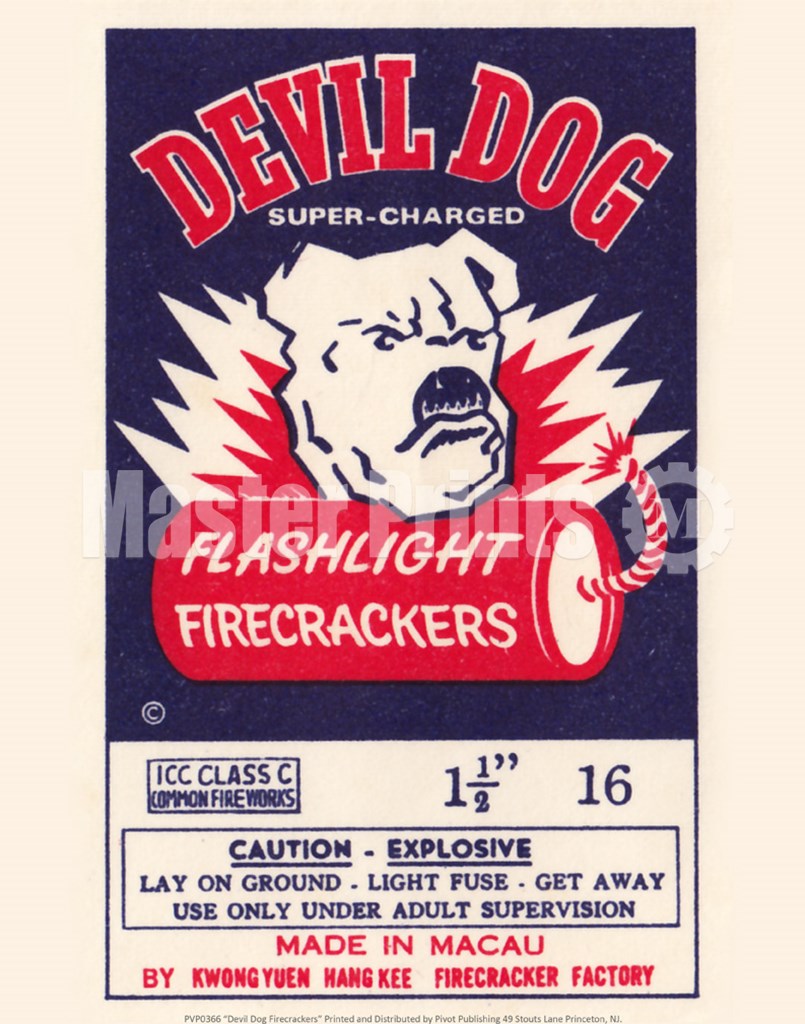 DEVIL DOG
SUPER-CHARGED
Master Prints M
FLASHLIGHT
FIRECRACKERS
©
ICC CLASS C
COMMON FIREWORKS
1 1/2" 16
CAUTION - EXPLOSIVE
LAY ON GROUND - LIGHT FUSE - GET AWAY
USE ONLY UNDER ADULT SUPERVISION
MADE IN MACAU
BY KWONGYUEN HANG KEE FIRECRACKER FACTORY
PVP0366 "Devil Dog Firecrackers" Printed and Distributed by Pivot Publishing 49 Stouts Lane Princeton, NJ.